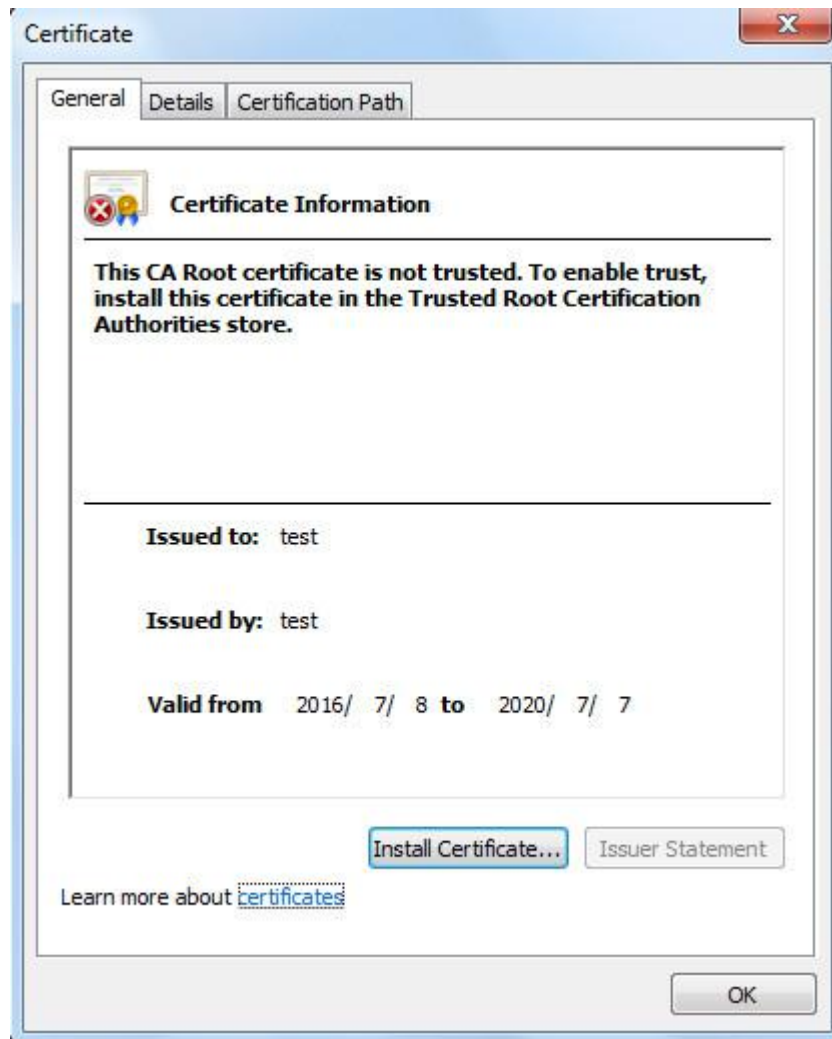 Certificate
General Details Certification Path
Certificate Information
This CA Root certificate is not trusted. To enable trust,
install this certificate in the Trusted Root Certification
Authorities store.
Issued to: test
Issued by: test
Valid from 2016/ 7/ 8 to 2020/ 7/ 7
Install Certificate... Issuer Statement
Learn more about certificates
OK